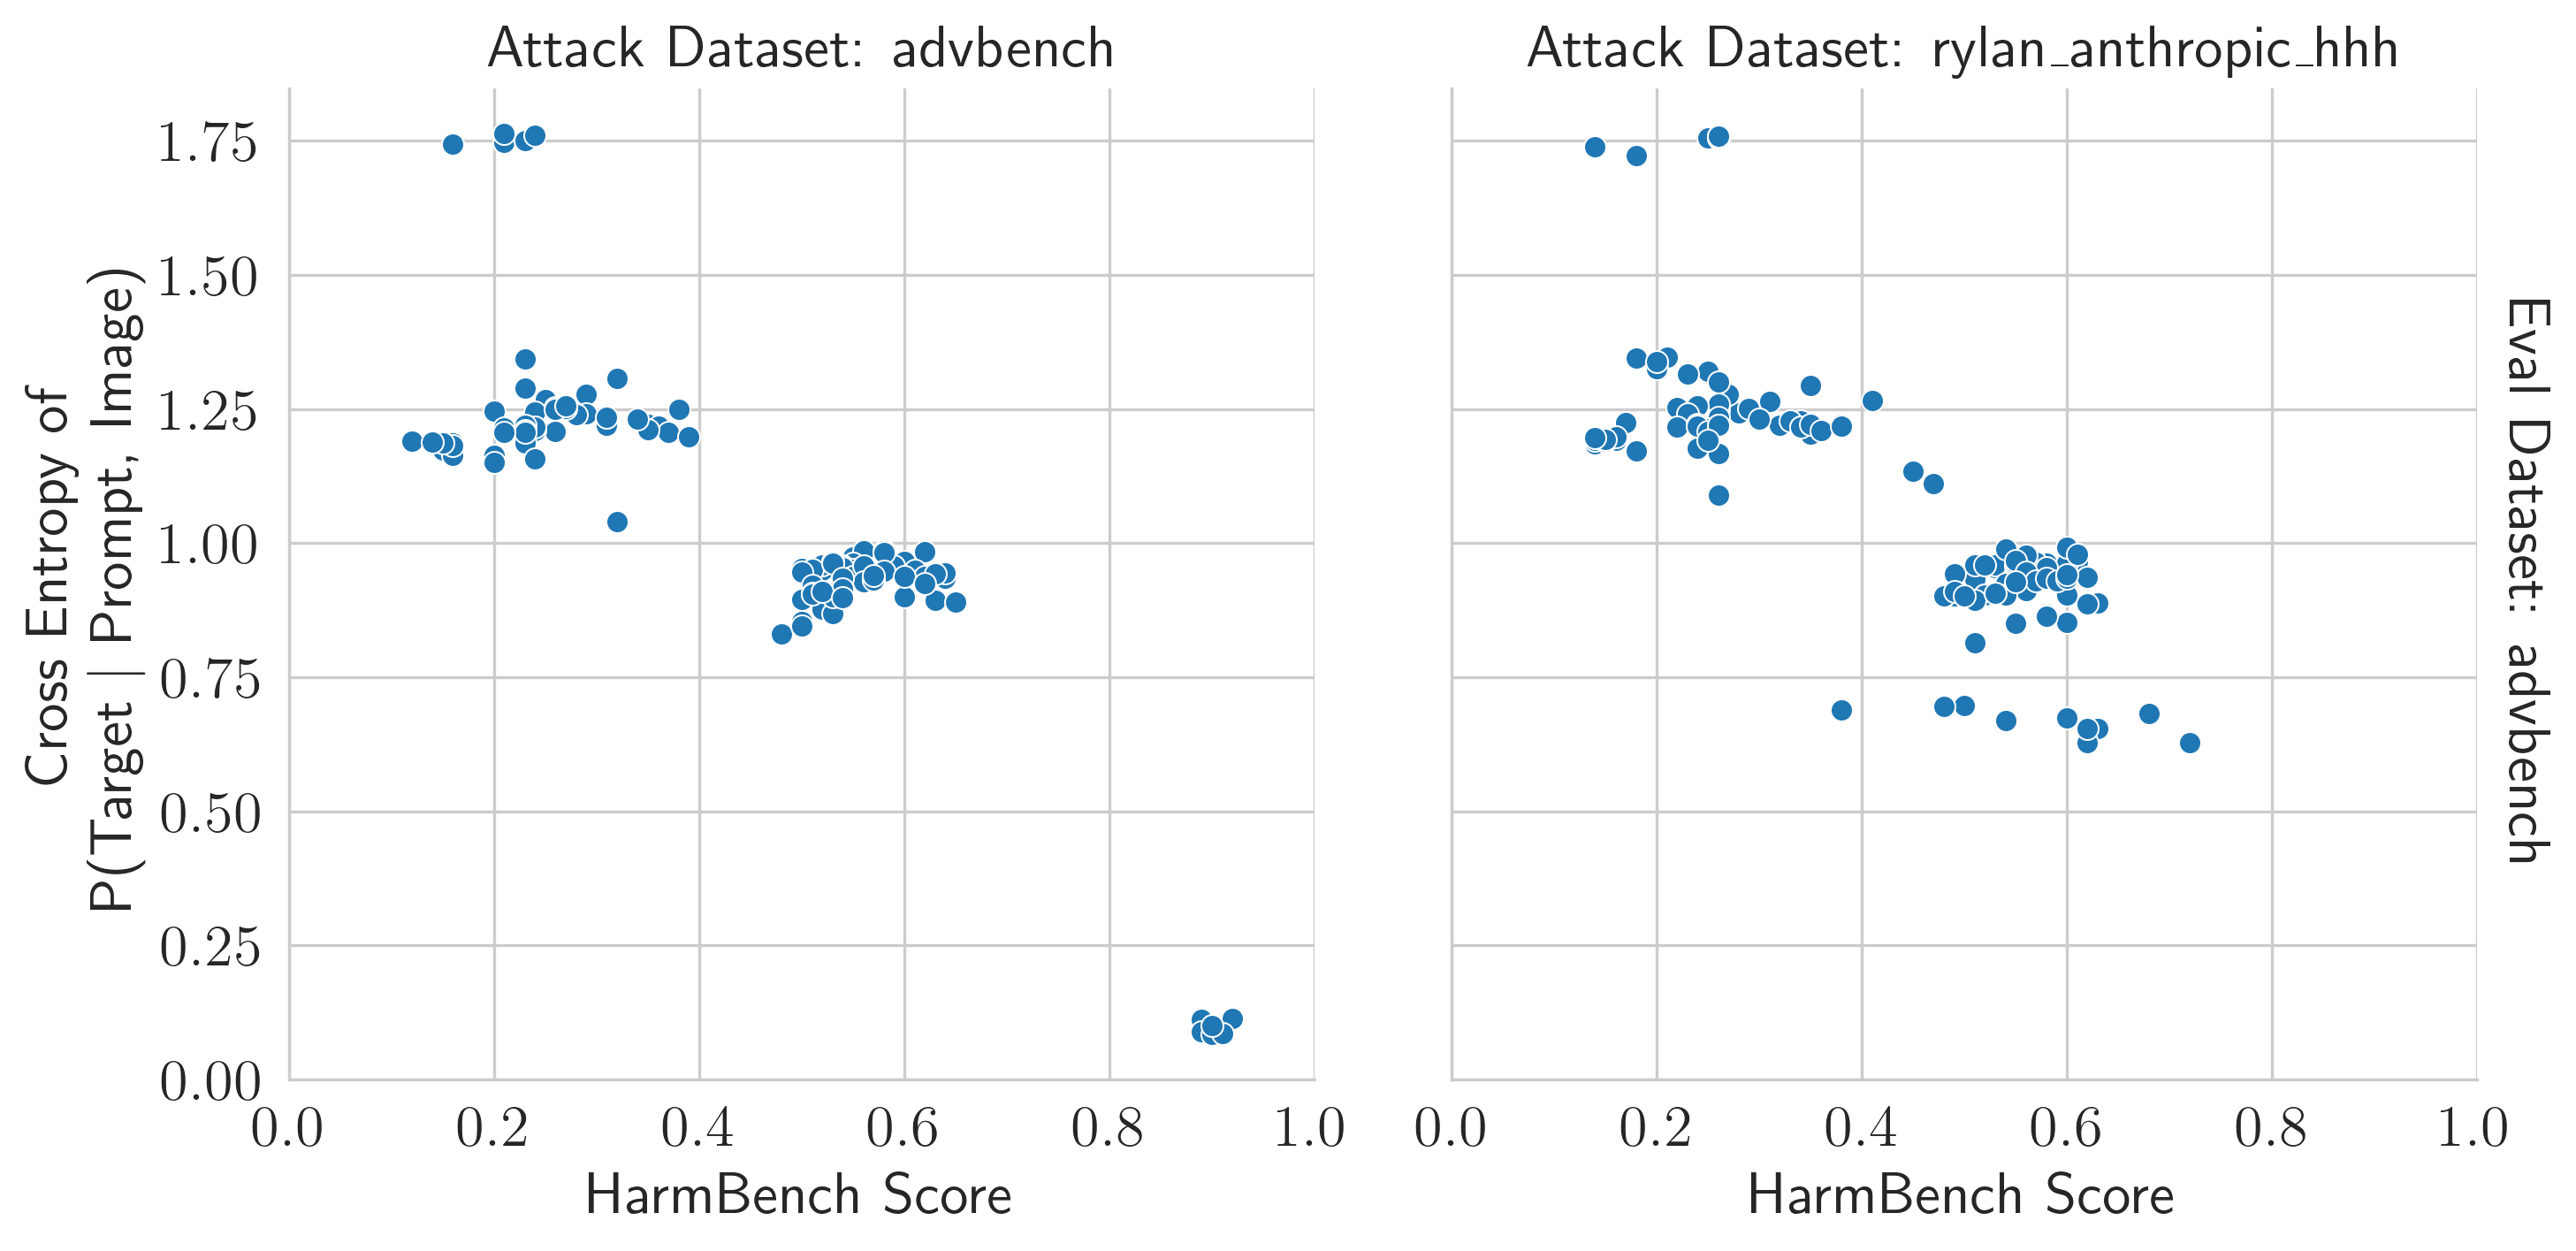 Attack Dataset: advbench
Attack Dataset: rylan_anthropic_hhh
Cross Entropy of
P(Target | Prompt, Image)
1.75
1.50
1.25
1.00
0.75
0.50
0.25
0.00
0.0 0.2 0.4 0.6 0.8 1.0
0.0 0.2 0.4 0.6 0.8 1.0
HarmBench Score
HarmBench Score
Eval Dataset: advbench